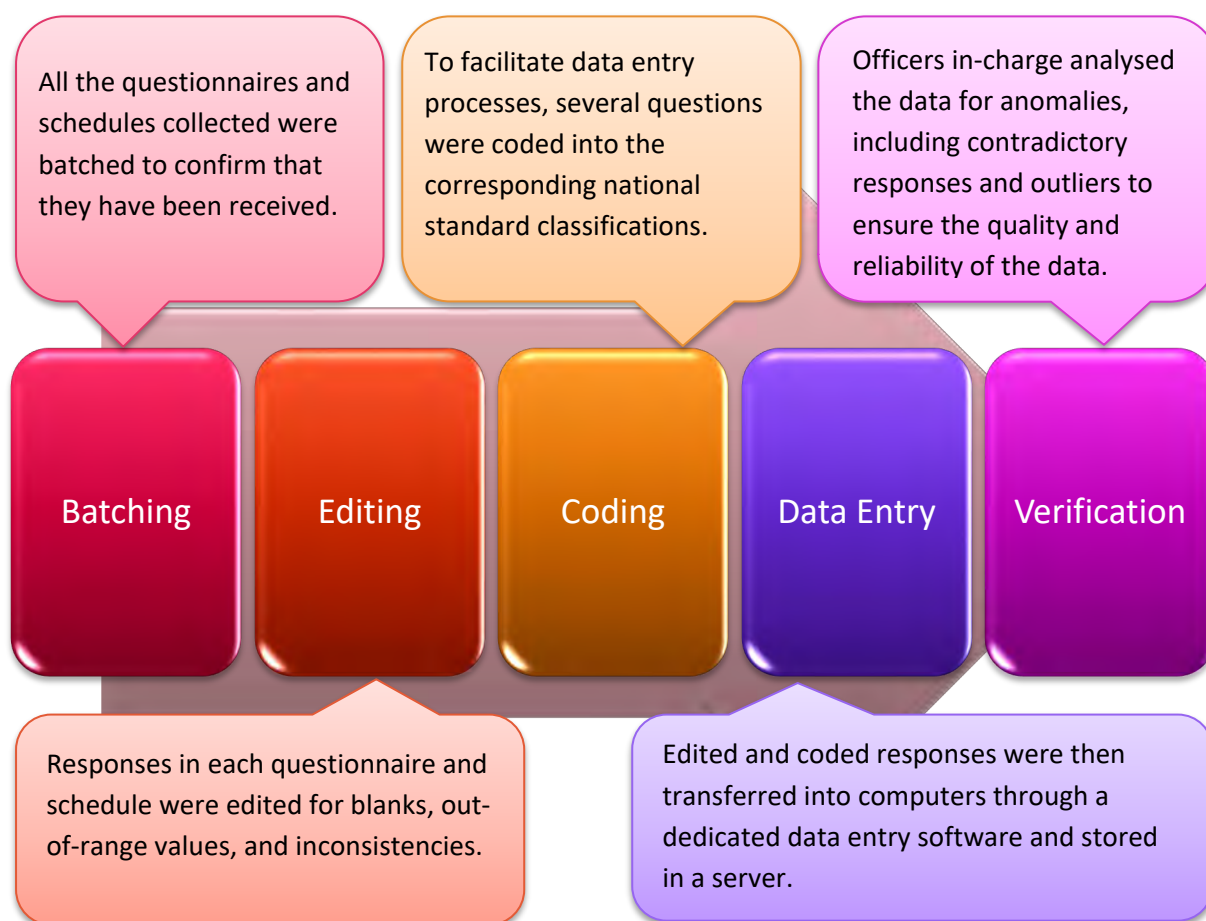 All the questionnaires and
schedules collected were
batched to confirm that
they have been received.
To facilitate data entry
processes, several questions
were coded into the
corresponding national
standard classifications.
Officers in-charge analysed
the data for anomalies,
including contradictory
responses and outliers to
ensure the quality and
reliability of the data.
Batching
Editing
Coding
Data Entry
Verification
Responses in each questionnaire and
schedule were edited for blanks, out-
of-range values, and inconsistencies.
Edited and coded responses were then
transferred into computers through a
dedicated data entry software and stored
in a server.